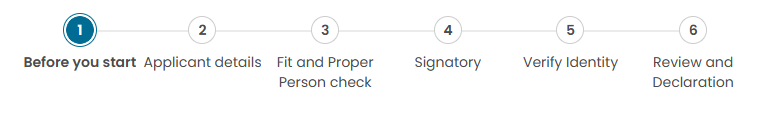 1 2 3 4 5 6
Before you start Applicant details Fit and Proper Signatory Verify Identity Review and
Person check Declaration